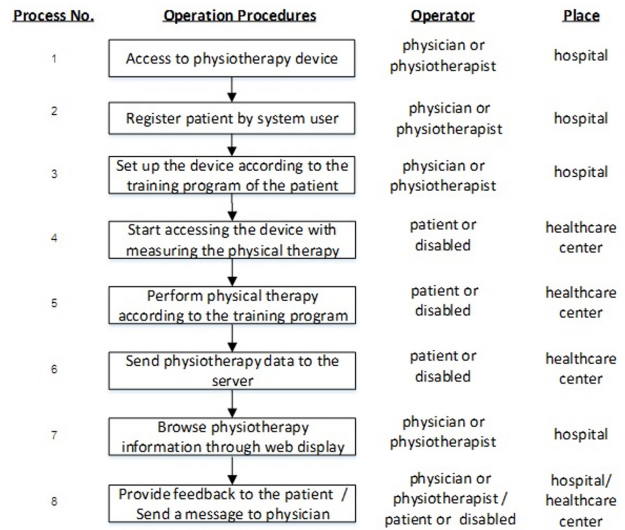 Process No. Operation Procedures Operator Place
1 Access to physiotherapy device physician or physiotherapist hospital
2 Register patient by system user physician or physiotherapist hospital
3 Set up the device according to the training program of the patient physician or physiotherapist hospital
4 Start accessing the device with measuring the physical therapy patient or disabled healthcare center
5 Perform physical therapy according to the training program patient or disabled healthcare center
6 Send physiotherapy data to the server patient or disabled healthcare center
7 Browse physiotherapy information through web display physician or physiotherapist hospital
8 Provide feedback to the patient / Send a message to physician physician or physiotherapist / patient or disabled hospital/ healthcare center